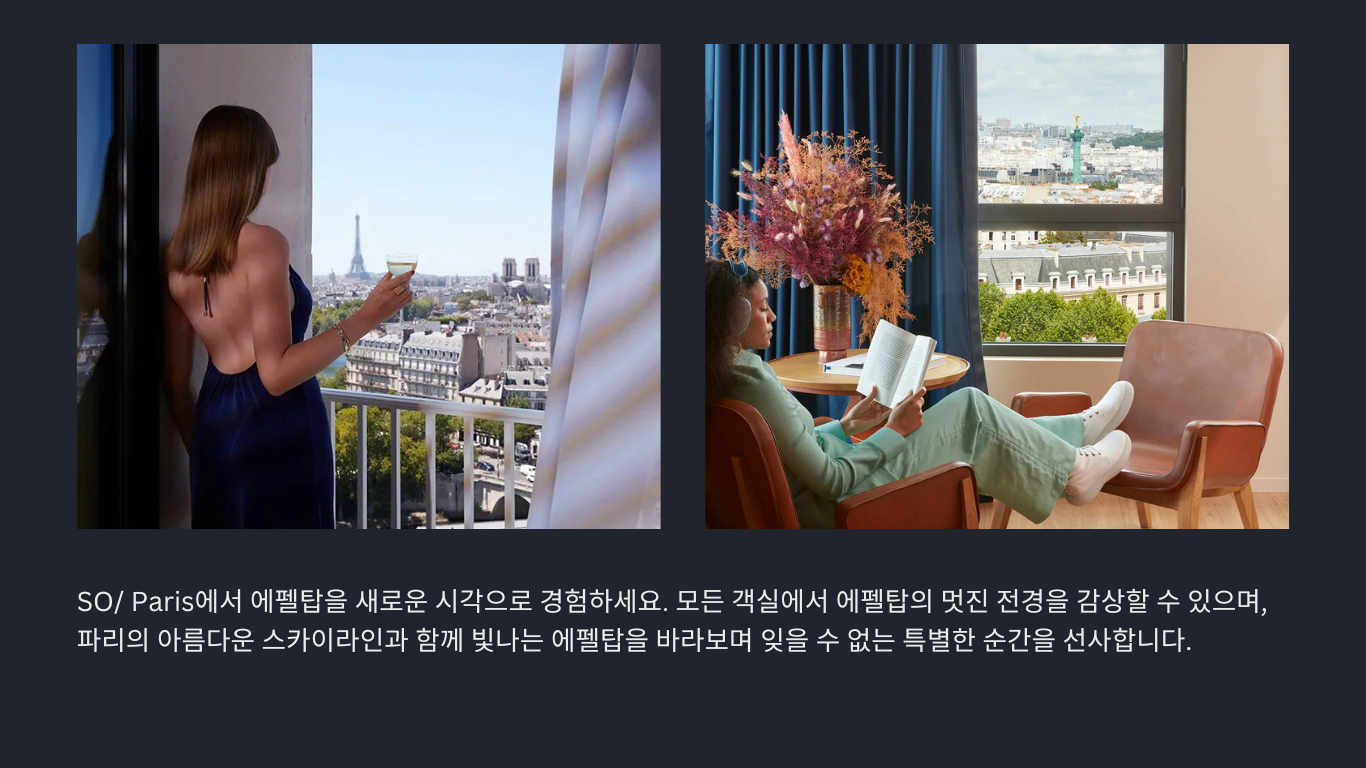 SO/ Paris에서 에펠탑을 새로운 시각으로 경험하세요. 모든 객실에서 에펠탑의 멋진 전경을 감상할 수 있으며,
파리의 아름다운 스카이라인과 함께 빛나는 에펠탑을 바라보며 잊을 수 없는 특별한 순간을 선사합니다.